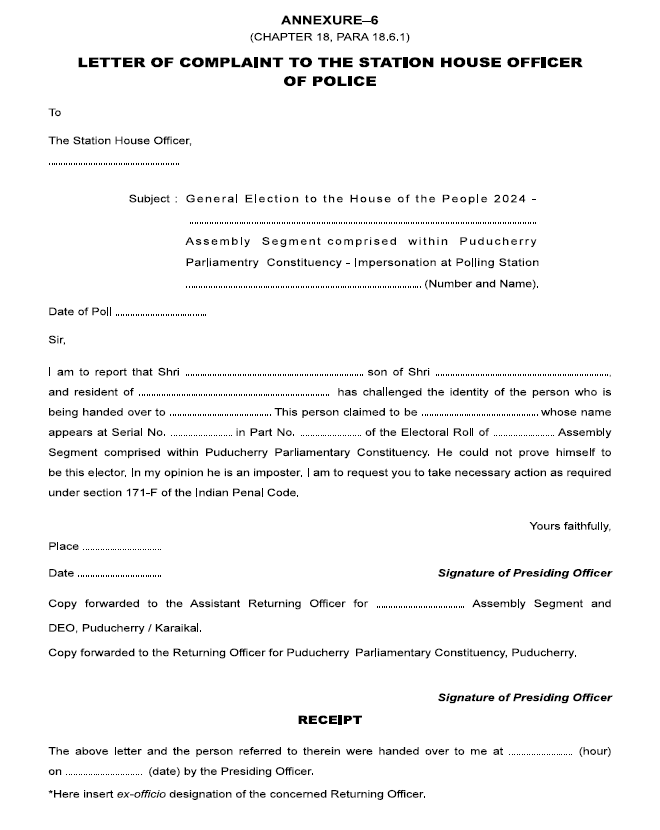 ANNEXURE–6
(CHAPTER 18, PARA 18.6.1)
LETTER OF COMPLAINT TO THE STATION HOUSE OFFICER
OF POLICE
To
The Station House Officer,
.............................................
Subject : General Election to the House of the People 2024 -
........................................................................................................................
Assembly Segment comprised within Puducherry
Parliamentry Constituency - Impersonation at Polling Station
................................................................................. (Number and Name).
Date of Poll ................................
Sir,
I am to report that Shri ............................................................. son of Shri ............................................................,
and resident of ................................................................. has challenged the identity of the person who is
being handed over to ................................... This person claimed to be ........................................ whose name
appears at Serial No. ..................... in Part No. ..................... of the Electoral Roll of ..................... Assembly
Segment comprised within Puducherry Parliamentary Constituency. He could not prove himself to
be this elector. In my opinion he is an imposter. I am to request you to take necessary action as required
under section 171-F of the Indian Penal Code.
Yours faithfully,
Place ...........................
Date .............................
Signature of Presiding Officer
Copy forwarded to the Assistant Returning Officer for .............................. Assembly Segment and
DEO, Puducherry / Karaikal.
Copy forwarded to the Returning Officer for Puducherry Parliamentary Constituency, Puducherry.
Signature of Presiding Officer
RECEIPT
The above letter and the person referred to therein were handed over to me at ...................... (hour)
on ........................... (date) by the Presiding Officer.
*Here insert ex-officio designation of the concerned Returning Officer.